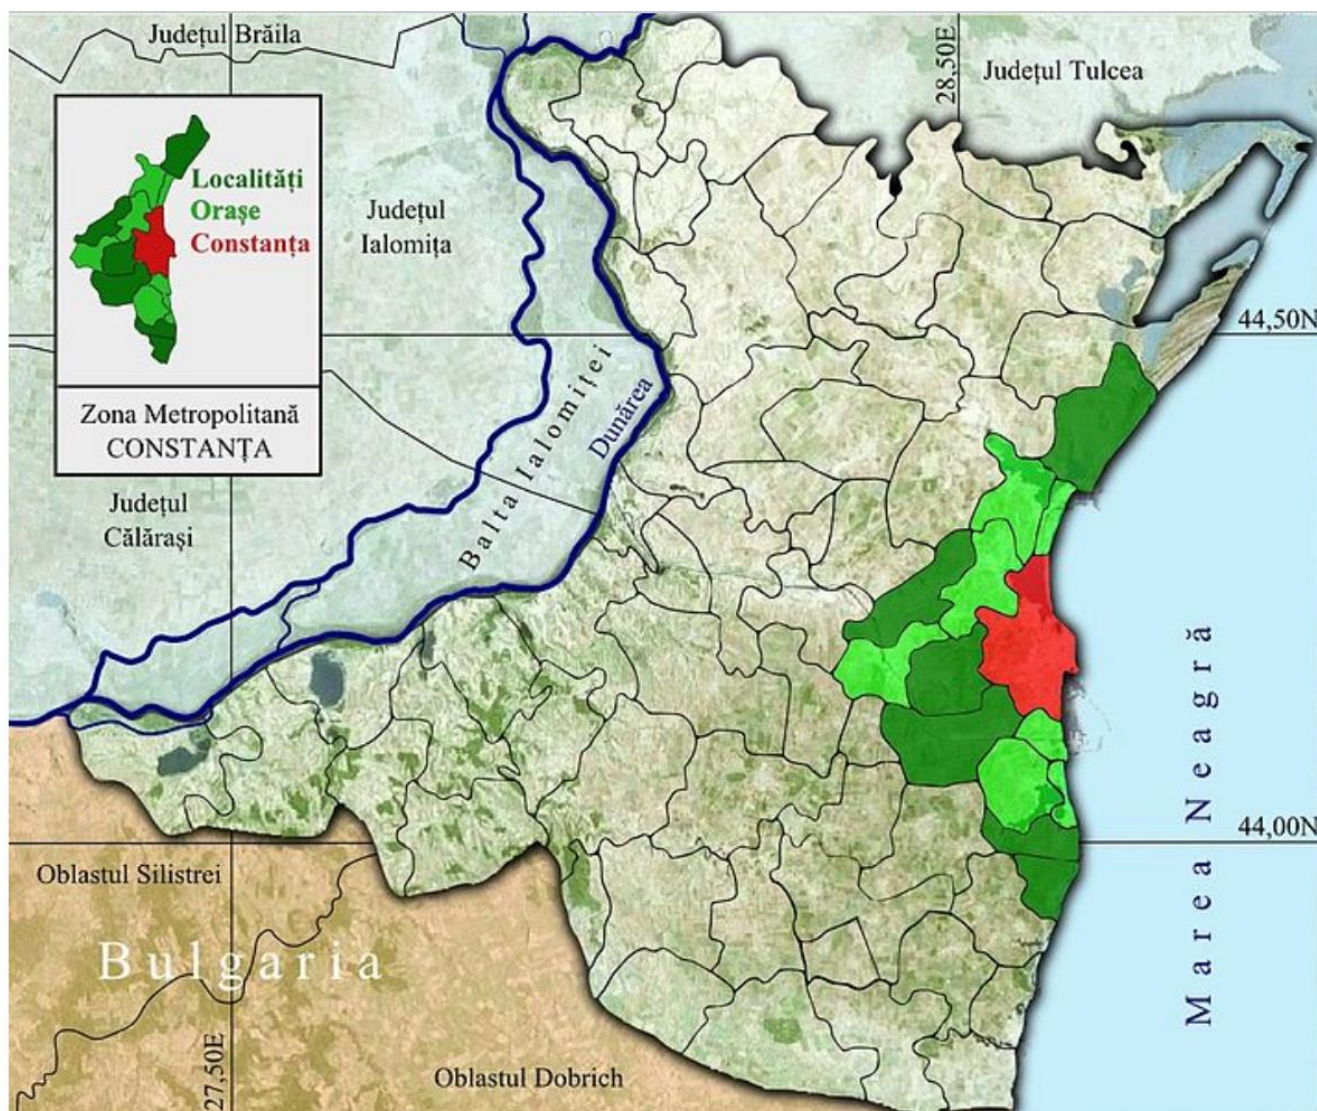 Județul Brăila
28,50E
Județul Tulcea
Localități
Orașe
Constanța
Județul
Ialomița
44,50N
Zona Metropolitană
CONSTANȚA
Balta Ialomiței
Dunărea
Județul
Călărași
Marea Neagră
44,00N
Oblastul Silistrei
Bulgaria
27,50E
Oblastul Dobrich